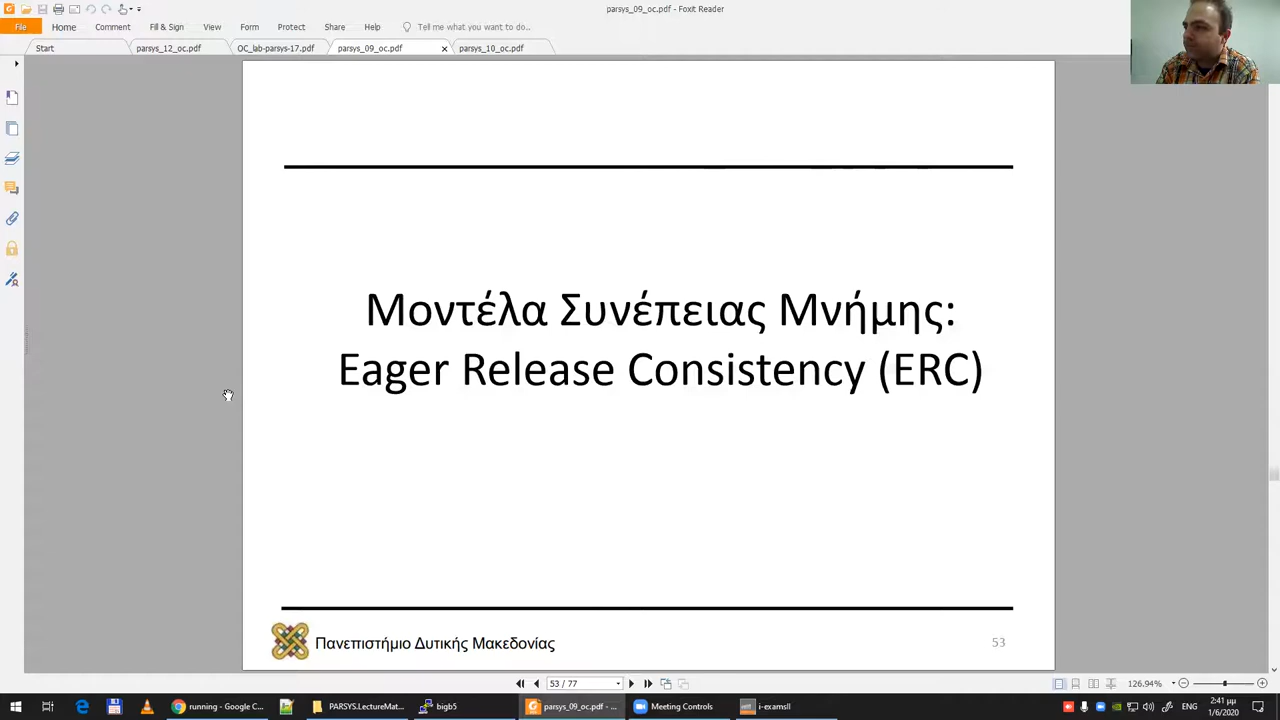 parsys_09_oc.pdf - Foxit Reader
File Home Comment Fill & Sign View Form Protect Share Help Tell me what you want to do..
Start parsys_12_oc.pdf OC_lab-parsys-17.pdf parsys_09_oc.pdf parsys_10_oc.pdf
Μοντέλα Συνέπειας Μνήμης:
Eager Release Consistency (ERC)
Πανεπιστήμιο Δυτικής Μακεδονίας
53
53 / 77
126.94%
running - Google C... PARSYS.LectureMat... bigb5 parsys_09_oc.pdf - ... Meeting Controls i-examsII
ENG
2:41 μμ
1/6/2020